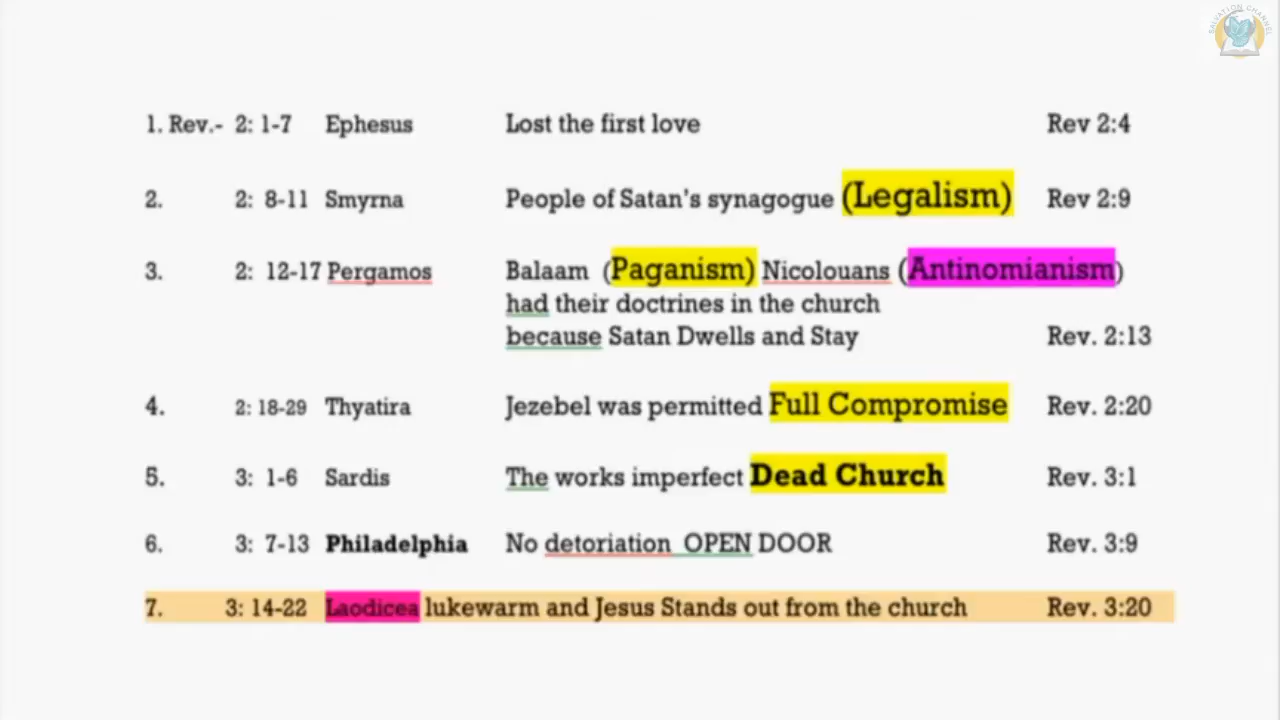 SALVATION CHANNEL
1. Rev.- 2: 1-7 Ephesus Lost the first love Rev 2:4
2. 2: 8-11 Smyrna People of Satan's synagogue (Legalism) Rev 2:9
3. 2: 12-17 Pergamos Balaam (Paganism) Nicolouans (Antinomianism)
had their doctrines in the church
because Satan Dwells and Stay Rev. 2:13
4. 2: 18-29 Thyatira Jezebel was permitted Full Compromise Rev. 2:20
5. 3: 1-6 Sardis The works imperfect Dead Church Rev. 3:1
6. 3: 7-13 Philadelphia No detoriation OPEN DOOR Rev. 3:9
7. 3: 14-22 Laodicea lukewarm and Jesus Stands out from the church Rev. 3:20